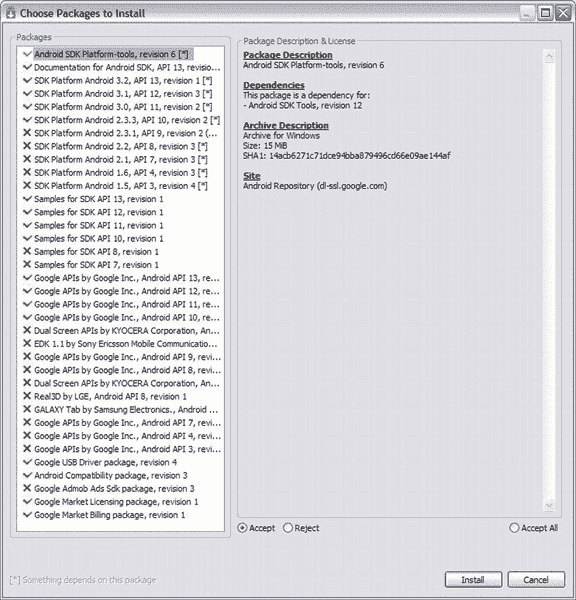 Choose Packages to Install
Packages
Android SDK Platform-tools, revision 6 [*]
Documentation for Android SDK, API 13, revisio...
SDK Platform Android 3.2, API 13, revision 1 [*]
SDK Platform Android 3.1, API 12, revision 3 [*]
SDK Platform Android 3.0, API 11, revision 2 [*]
SDK Platform Android 2.3.3, API 10, revision 2 [*]
SDK Platform Android 2.3.1, API 9, revision 2 (...
SDK Platform Android 2.2, API 8, revision 3 [*]
SDK Platform Android 2.1, API 7, revision 3 [*]
SDK Platform Android 1.6, API 4, revision 3 [*]
SDK Platform Android 1.5, API 3, revision 4 [*]
Samples for SDK API 13, revision 1
Samples for SDK API 12, revision 1
Samples for SDK API 11, revision 1
Samples for SDK API 10, revision 1
Samples for SDK API 8, revision 1
Samples for SDK API 7, revision 1
Google APIs by Google Inc., Android API 13, re...
Google APIs by Google Inc., Android API 12, re...
Google APIs by Google Inc., Android API 11, re...
Google APIs by Google Inc., Android API 10, re...
Dual Screen APIs by KYOCERA Corporation, An...
EDK 1.1 by Sony Ericsson Mobile Communicatio...
Google APIs by Google Inc., Android API 9, revi...
Google APIs by Google Inc., Android API 8, revi...
Dual Screen APIs by KYOCERA Corporation, An...
Real3D by LGE, Android API 8, revision 1
GALAXY Tab by Samsung Electronics., Android ...
Google APIs by Google Inc., Android API 7, revi...
Google APIs by Google Inc., Android API 4, revi...
Google APIs by Google Inc., Android API 3, revi...
Google USB Driver package, revision 4
Android Compatibility package, revision 3
Google Admob Ads Sdk package, revision 3
Google Market Licensing package, revision 1
Google Market Billing package, revision 1
Package Description & License
Package Description
Android SDK Platform-tools, revision 6
Dependencies
This package is a dependency for:
- Android SDK Tools, revision 12
Archive Description
Archive for Windows
Size: 15 MiB
SHA1: 14acb6271c71dce94bba879496cd66e09ae144af
Site
Android Repository (dl-ssl.google.com)
Accept
Reject
Accept All
[*] Something depends on this package
Install
Cancel